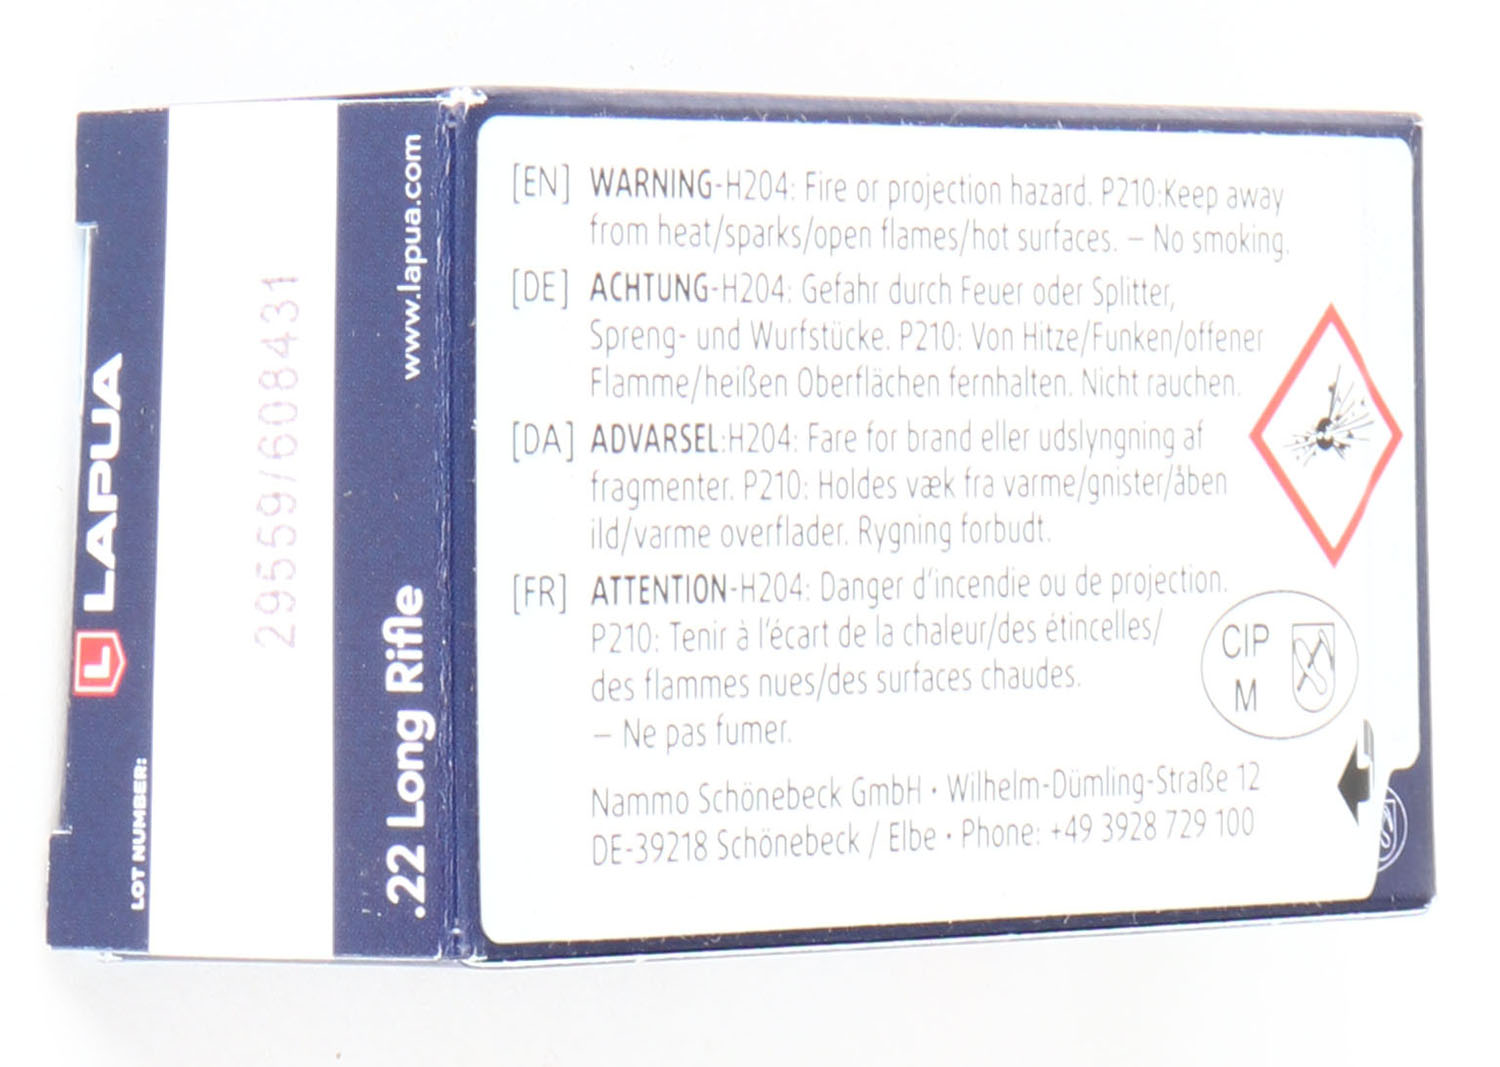 LAPUA
LOT NUMBER:
29559/608431
www.lapua.com
.22 Long Rifle
[EN] WARNING-H204: Fire or projection hazard. P210:Keep away
from heat/sparks/open flames/hot surfaces. – No smoking.
[DE] ACHTUNG-H204: Gefahr durch Feuer oder Splitter,
Spreng- und Wurfstücke. P210: Von Hitze/Funken/offener
Flamme/heißen Oberflächen fernhalten. Nicht rauchen.
[DA] ADVARSEL:H204: Fare for brand eller udslyngning af
fragmenter. P210: Holdes væk fra varme/gnister/åben
ild/varme overflader. Rygning forbudt.
[FR] ATTENTION-H204: Danger d'incendie ou de projection.
P210: Tenir à l'écart de la chaleur/des étincelles/
des flammes nues/des surfaces chaudes.
– Ne pas fumer.
CIP
M
Nammo Schönebeck GmbH • Wilhelm-Dümling-Straße 12
DE-39218 Schönebeck / Elbe • Phone: +49 3928 729 100